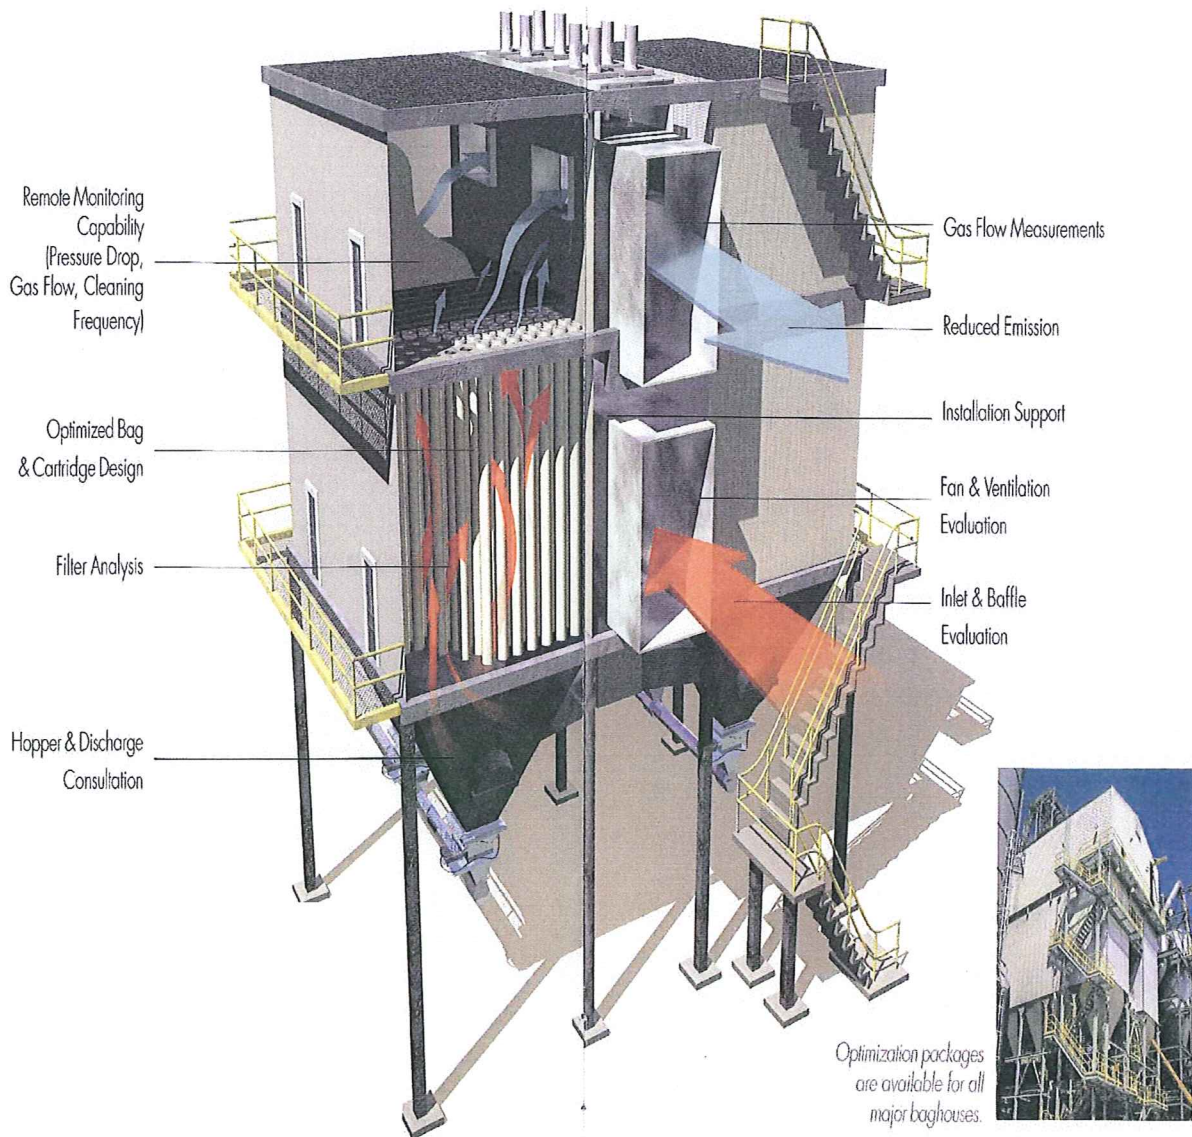 Remote Monitoring
Capability
(Pressure Drop,
Gas Flow, Cleaning
Frequency)
Optimized Bag
& Cartridge Design
Filter Analysis
Hopper & Discharge
Consultation
Gas Flow Measurements
Reduced Emission
Installation Support
Fan & Ventilation
Evaluation
Inlet & Baffle
Evaluation
Optimization packages
are available for all
major baghouses.